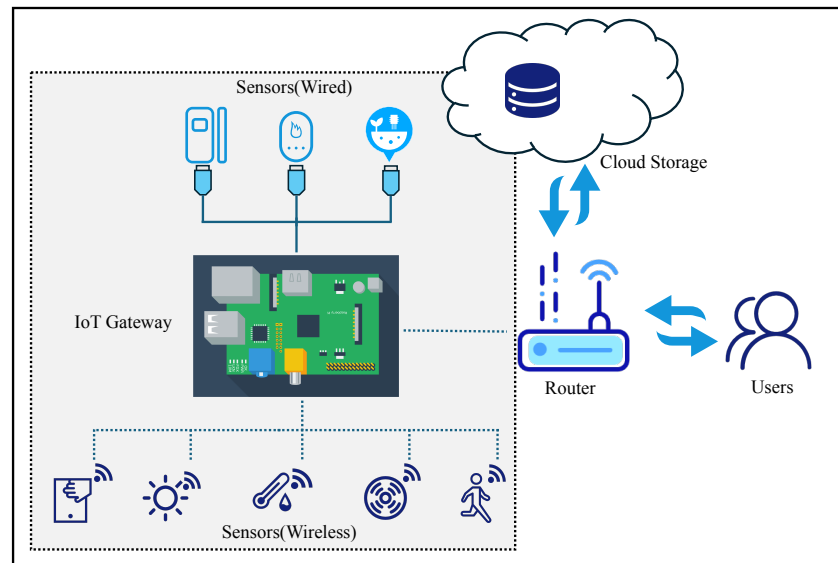 Sensors(Wired)
Cloud Storage
IoT Gateway
Router
Users
Sensors(Wireless)